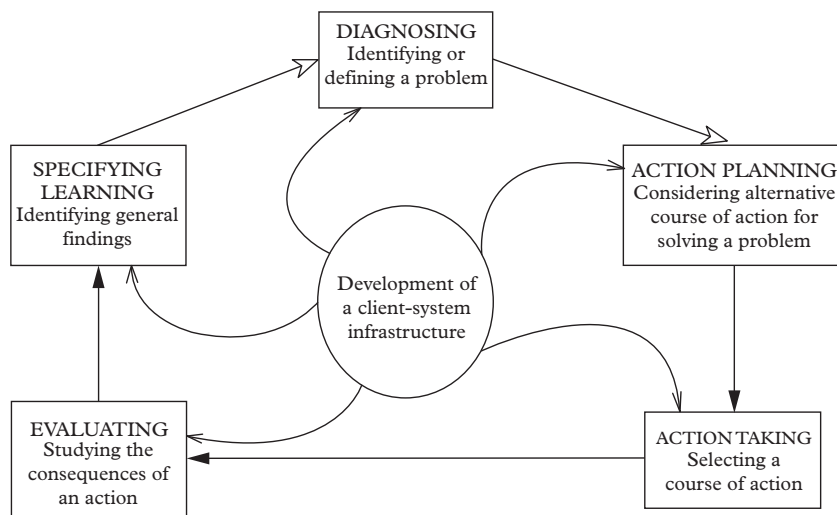 DIAGNOSING
Identifying or
defining a problem
SPECIFYING
LEARNING
Identifying general
findings
ACTION PLANNING
Considering alternative
course of action for
solving a problem
Development of
a client-system
infrastructure
EVALUATING
Studying the
consequences of
an action
ACTION TAKING
Selecting a
course of action